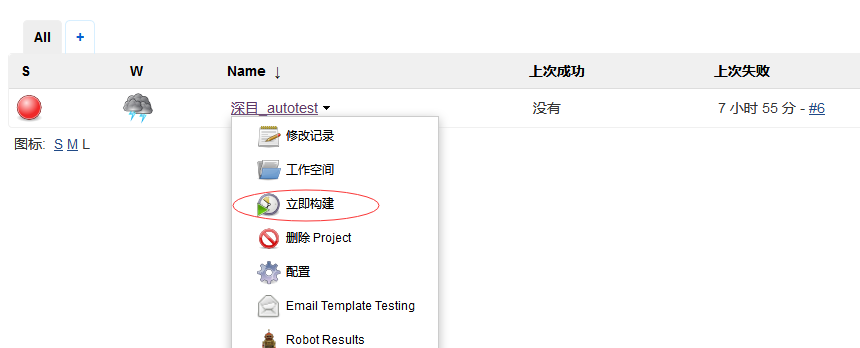 All +
S W Name ↓ 上次成功 上次失败
深目_autotest 没有 7 小时 55 分 - #6
图标: S M L
修改记录
工作空间
立即构建
删除 Project
配置
Email Template Testing
Robot Results